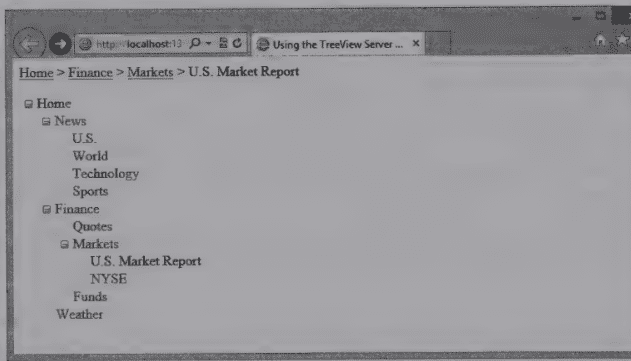 http://localhost:13 Using the TreeView Server ... ×
Home > Finance > Markets > U.S. Market Report
Home
News
U.S.
World
Technology
Sports
Finance
Quotes
Markets
U.S. Market Report
NYSE
Funds
Weather